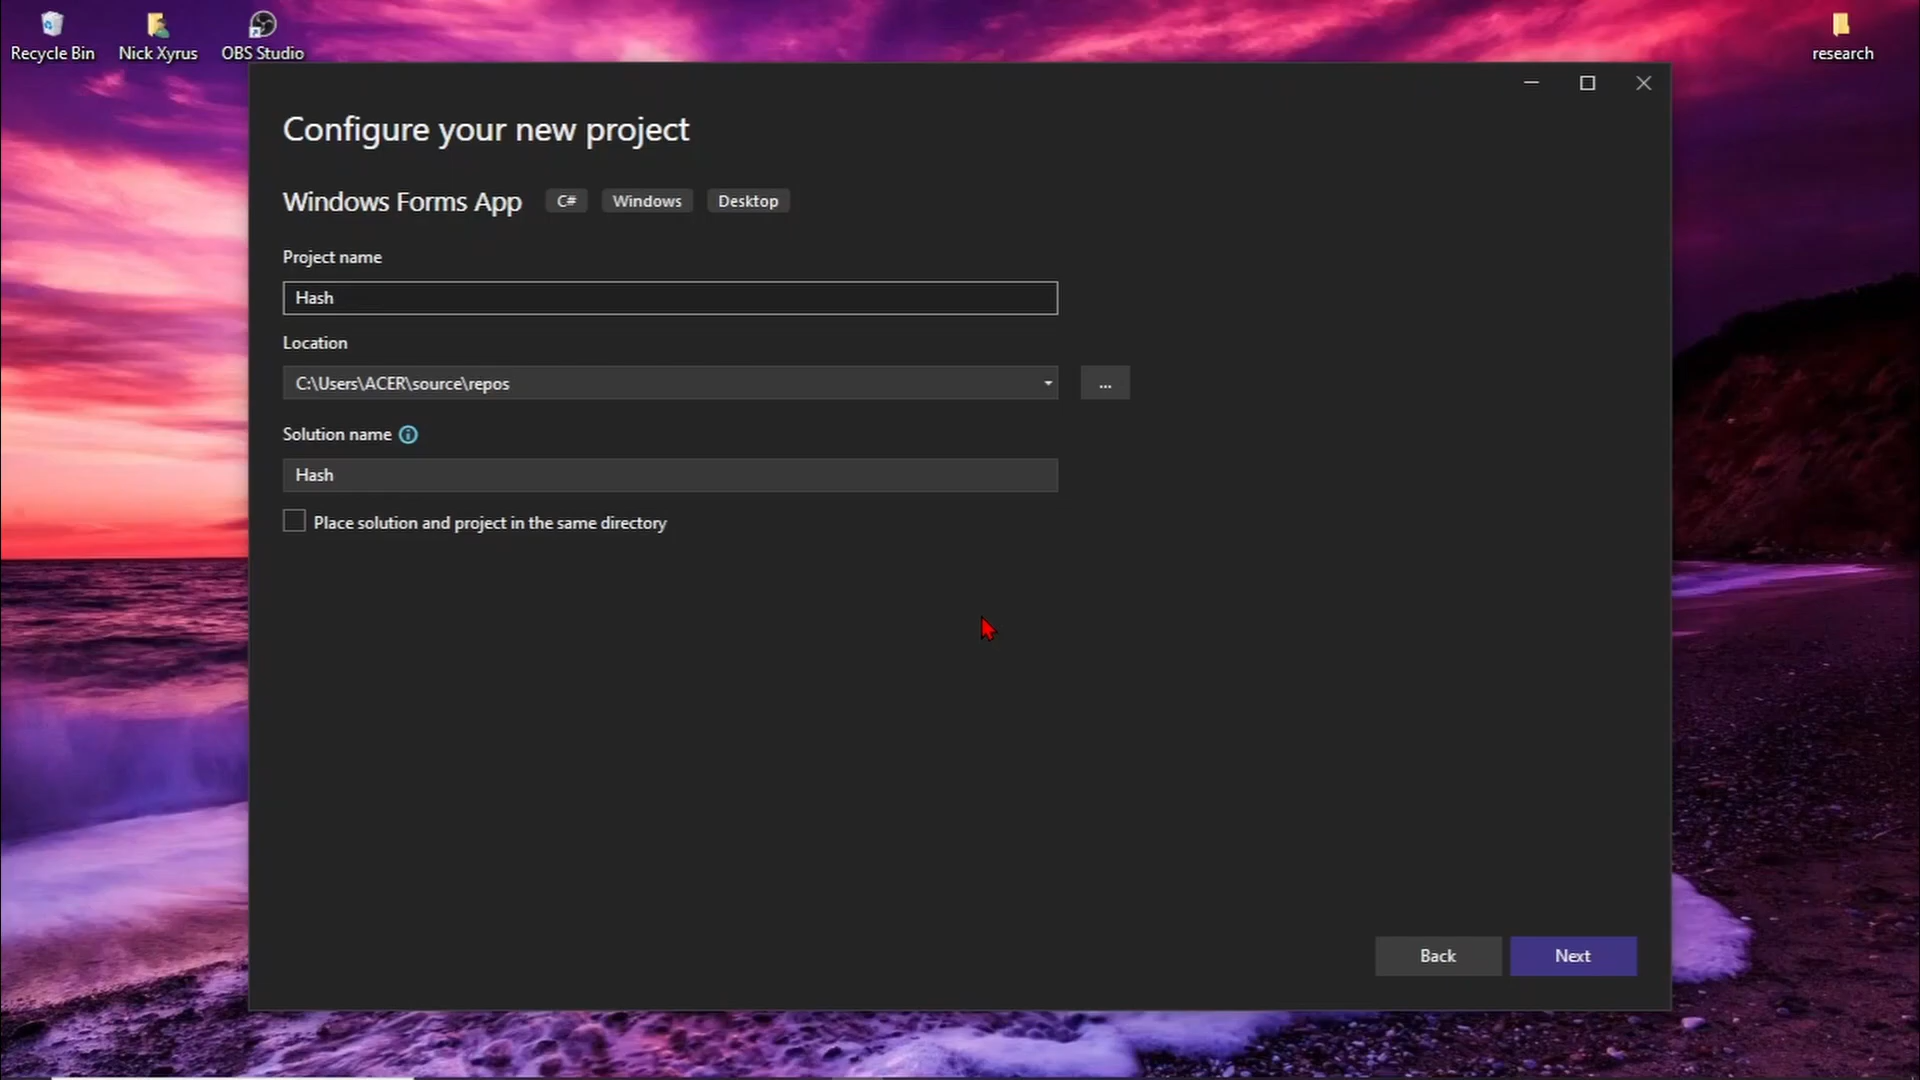 Recycle Bin
Nick Xyrus
OBS Studio
research
Configure your new project
Windows Forms App
C#
Windows
Desktop
Project name
Hash
Location
C:\Users\ACER\source\repos
...
Solution name
Hash
Place solution and project in the same directory
Back
Next